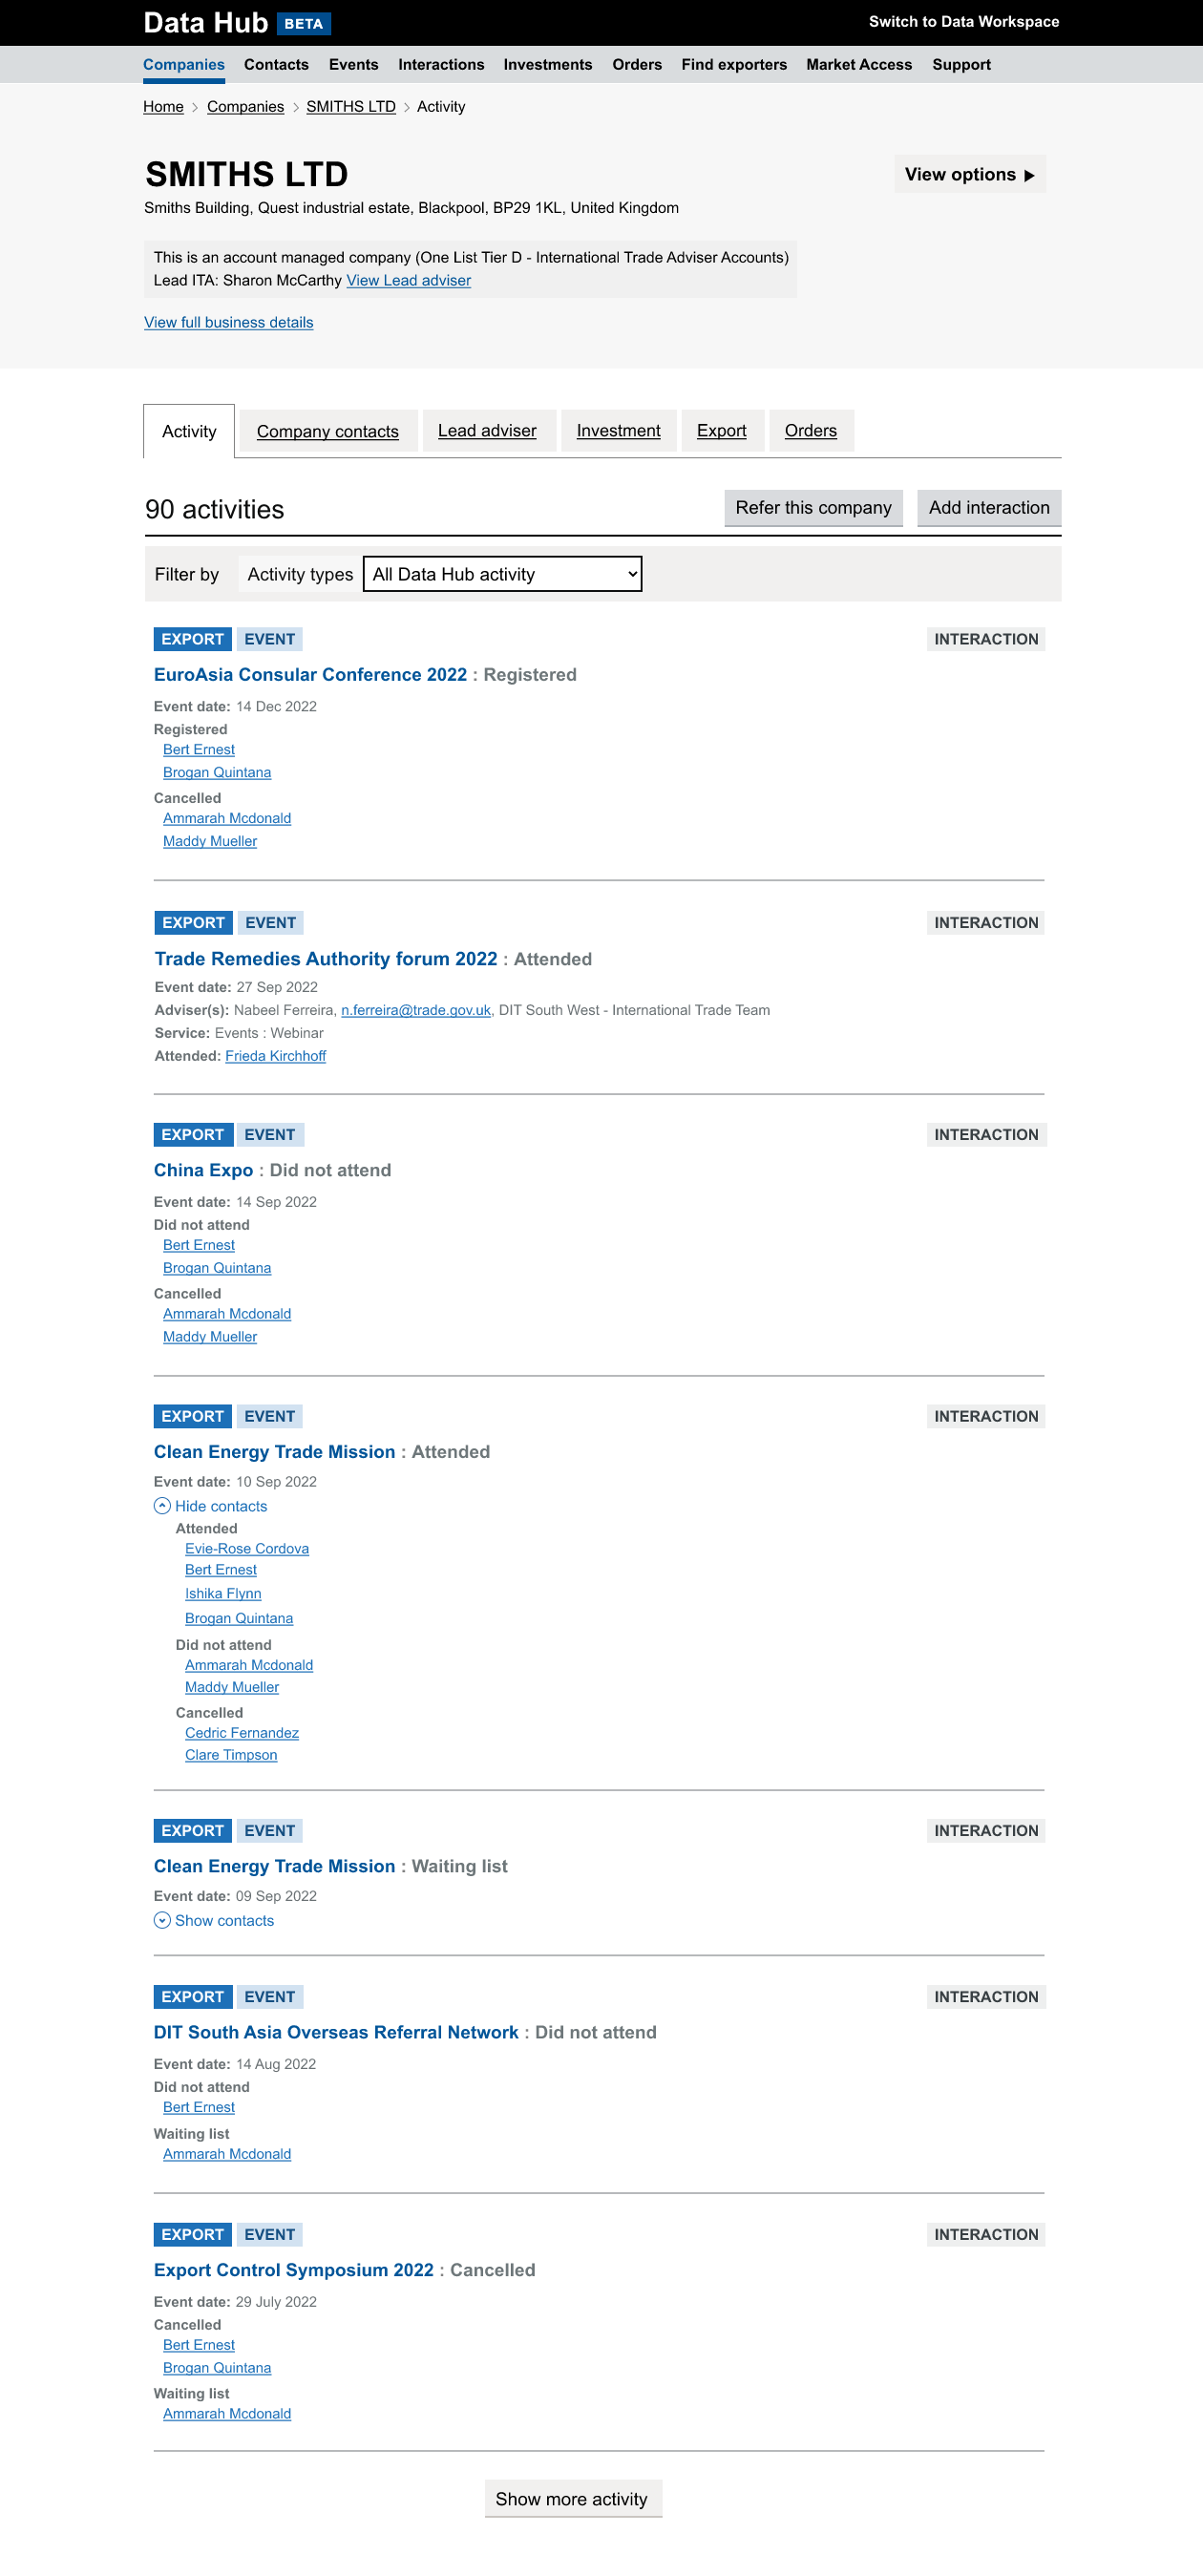 Data Hub BETA Switch to Data Workspace
Companies Contacts Events Interactions Investments Orders Find exporters Market Access Support
Home > Companies > SMITHS LTD > Activity
SMITHS LTD
View options
Smiths Building, Quest industrial estate, Blackpool, BP29 1KL, United Kingdom
This is an account managed company (One List Tier D - International Trade Adviser Accounts)
Lead ITA: Sharon McCarthy View Lead adviser
View full business details
Activity Company contacts Lead adviser Investment Export Orders
90 activities Refer this company Add interaction
Filter by Activity types All Data Hub activity
EXPORT EVENT INTERACTION
EuroAsia Consular Conference 2022 : Registered
Event date: 14 Dec 2022
Registered
Bert Ernest
Brogan Quintana
Cancelled
Ammarah Mcdonald
Maddy Mueller
EXPORT EVENT INTERACTION
Trade Remedies Authority forum 2022 : Attended
Event date: 27 Sep 2022
Adviser(s): Nabeel Ferreira, n.ferreira@trade.gov.uk, DIT South West - International Trade Team
Service: Events : Webinar
Attended: Frieda Kirchhoff
EXPORT EVENT INTERACTION
China Expo : Did not attend
Event date: 14 Sep 2022
Did not attend
Bert Ernest
Brogan Quintana
Cancelled
Ammarah Mcdonald
Maddy Mueller
EXPORT EVENT INTERACTION
Clean Energy Trade Mission : Attended
Event date: 10 Sep 2022
Hide contacts
Attended
Evie-Rose Cordova
Bert Ernest
Ishika Flynn
Brogan Quintana
Did not attend
Ammarah Mcdonald
Maddy Mueller
Cancelled
Cedric Fernandez
Clare Timpson
EXPORT EVENT INTERACTION
Clean Energy Trade Mission : Waiting list
Event date: 09 Sep 2022
Show contacts
EXPORT EVENT INTERACTION
DIT South Asia Overseas Referral Network : Did not attend
Event date: 14 Aug 2022
Did not attend
Bert Ernest
Waiting list
Ammarah Mcdonald
EXPORT EVENT INTERACTION
Export Control Symposium 2022 : Cancelled
Event date: 29 July 2022
Cancelled
Bert Ernest
Brogan Quintana
Waiting list
Ammarah Mcdonald
Show more activity